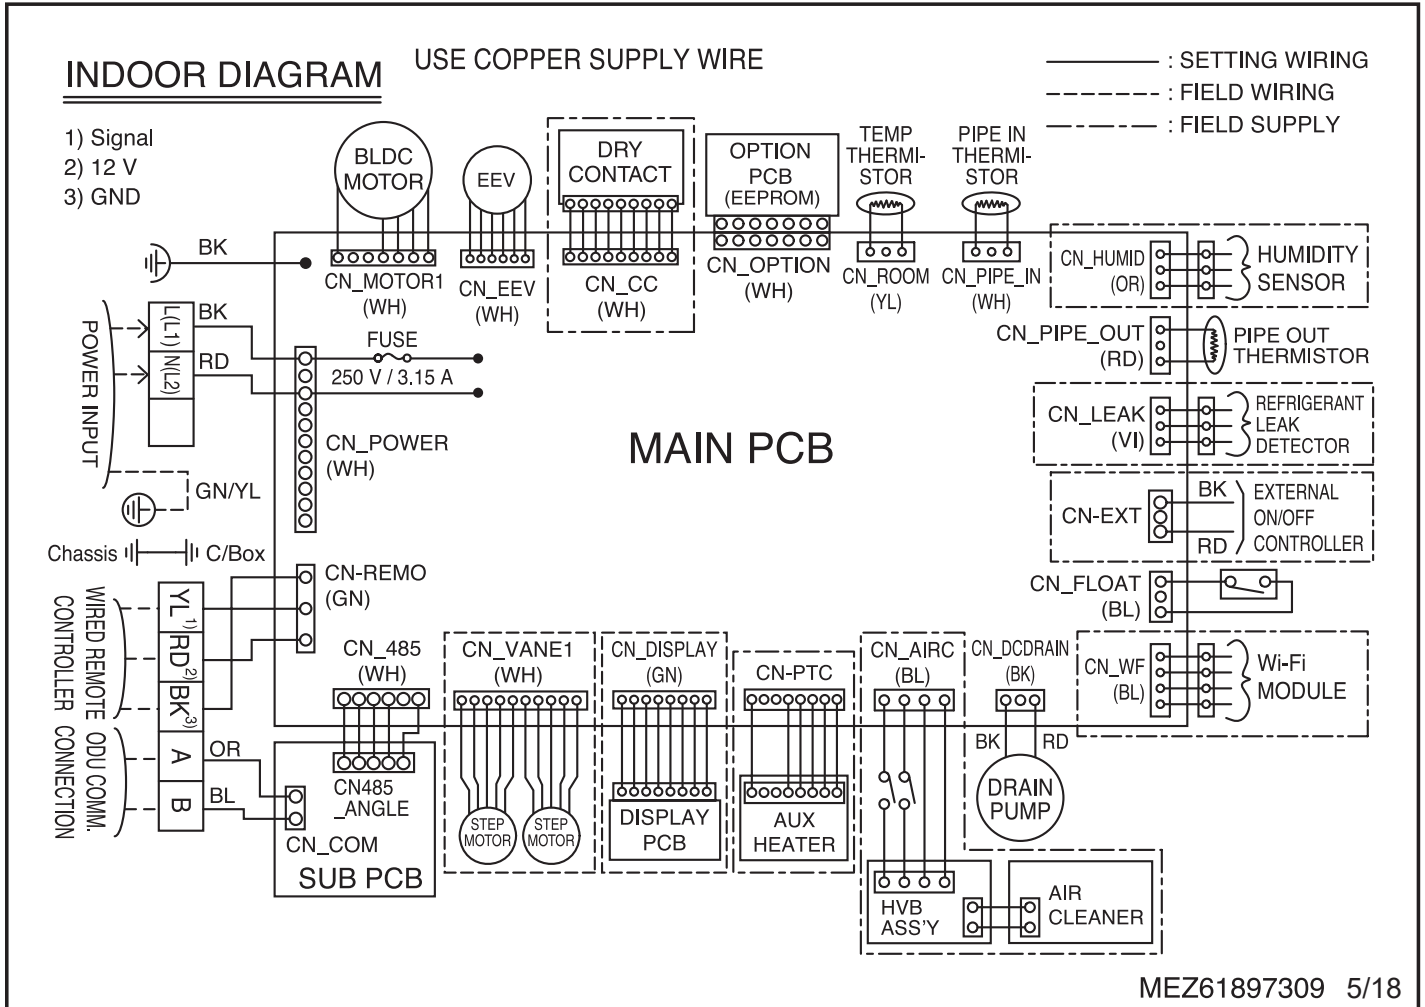 INDOOR DIAGRAM
USE COPPER SUPPLY WIRE
: SETTING WIRING
: FIELD WIRING
: FIELD SUPPLY
1) Signal
2) 12 V
3) GND
BLDC
MOTOR
EEV
DRY
CONTACT
OPTION
PCB
(EEPROM)
TEMP
THERMI-
STOR
PIPE IN
THERMI-
STOR
BK
CN_MOTOR1
(WH)
CN_EEV
(WH)
CN_CC
(WH)
CN_OPTION
(WH)
CN_ROOM
(YL)
CN_PIPE_IN
(WH)
CN_HUMID
(OR)
HUMIDITY
SENSOR
POWER INPUT
L(L1)
N(L2)
BK
RD
FUSE
250 V / 3.15 A
CN_POWER
(WH)
MAIN PCB
CN_PIPE_OUT
(RD)
PIPE OUT
THERMISTOR
CN_LEAK
(VI)
REFRIGERANT
LEAK
DETECTOR
GN/YL
CN-EXT
BK
RD
EXTERNAL
ON/OFF
CONTROLLER
Chassis
C/Box
CN-REMO
(GN)
CN_FLOAT
(BL)
WIRED REMOTE
CONTROLLER
YL1)
RD2)
BK3)
CN_485
(WH)
CN_VANE1
(WH)
CN_DISPLAY
(GN)
CN-PTC
CN_AIRC
(BL)
CN_DCDRAIN
(BK)
CN_WF
(BL)
Wi-Fi
MODULE
ODU COMM.
CONNECTION
A
B
OR
BL
CN485
_ANGLE
CN_COM
SUB PCB
STEP
MOTOR
STEP
MOTOR
DISPLAY
PCB
AUX
HEATER
BK
RD
DRAIN
PUMP
HVB
ASS'Y
AIR
CLEANER
MEZ61897309 5/18